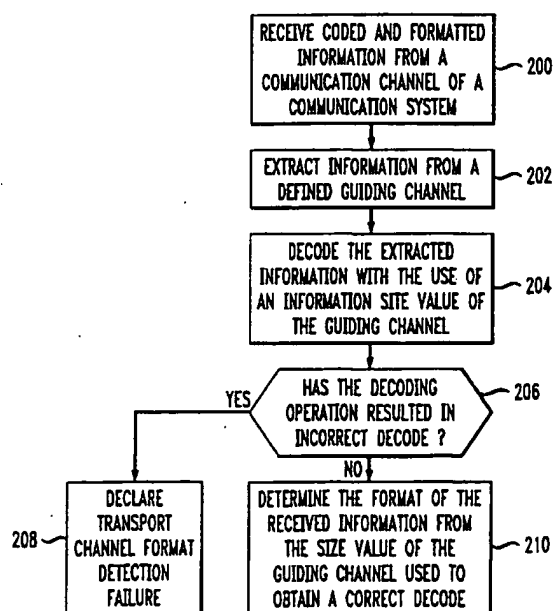 RECEIVE CODED AND FORMATTED
INFORMATION FROM A
COMMUNICATION CHANNEL OF A
COMMUNICATION SYSTEM
200
EXTRACT INFORMATION FROM A
DEFINED GUIDING CHANNEL
202
DECODE THE EXTRACTED
INFORMATION WITH THE USE OF
AN INFORMATION SITE VALUE OF
THE GUIDING CHANNEL
204
HAS THE DECODING
OPERATION RESULTED IN
INCORRECT DECODE ?
206
YES
NO
DECLARE
TRANSPORT
CHANNEL FORMAT
DETECTION
FAILURE
208
DETERMINE THE FORMAT OF THE
RECEIVED INFORMATION FROM
THE SIZE VALUE OF THE
GUIDING CHANNEL USED TO
OBTAIN A CORRECT DECODE
210